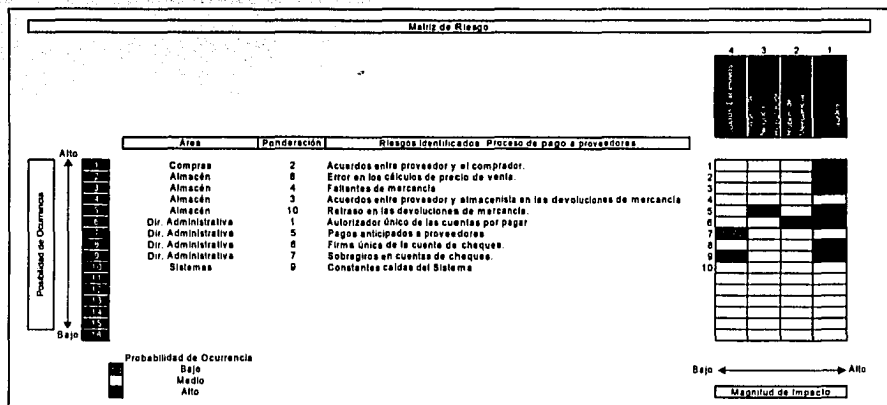 Matriz de Riesgo
4 3 2 1
Área Ponderación Riesgos Identificados Proceso de pago a proveedores
Alto
Posibilidad de Ocurrencia
Bajo
Compras 2 Acuerdos entre proveedor y el comprador.
Almacén 8 Error en los cálculos de precio de venta.
Almacén 4 Faltantes de mercancía
Almacén 3 Acuerdos entre proveedor y almacenista en las devoluciones de mercancía
Almacén 10 Retraso en las devoluciones de mercancía.
Dir. Administrativa 1 Autorizador único de las cuentas por pagar
Dir. Administrativa 5 Pagos anticipados a proveedores
Dir. Administrativa 6 Firma única de la cuenta de cheques.
Dir. Administrativa 7 Sobregiros en cuentas de cheques.
Sistemas 9 Constantes caídas del Sistema
1
2
3
4
5
6
7
8
9
10
Probabilidad de Ocurrencia
Bajo
Medio
Alto
Bajo Alto
Magnitud de Impacto